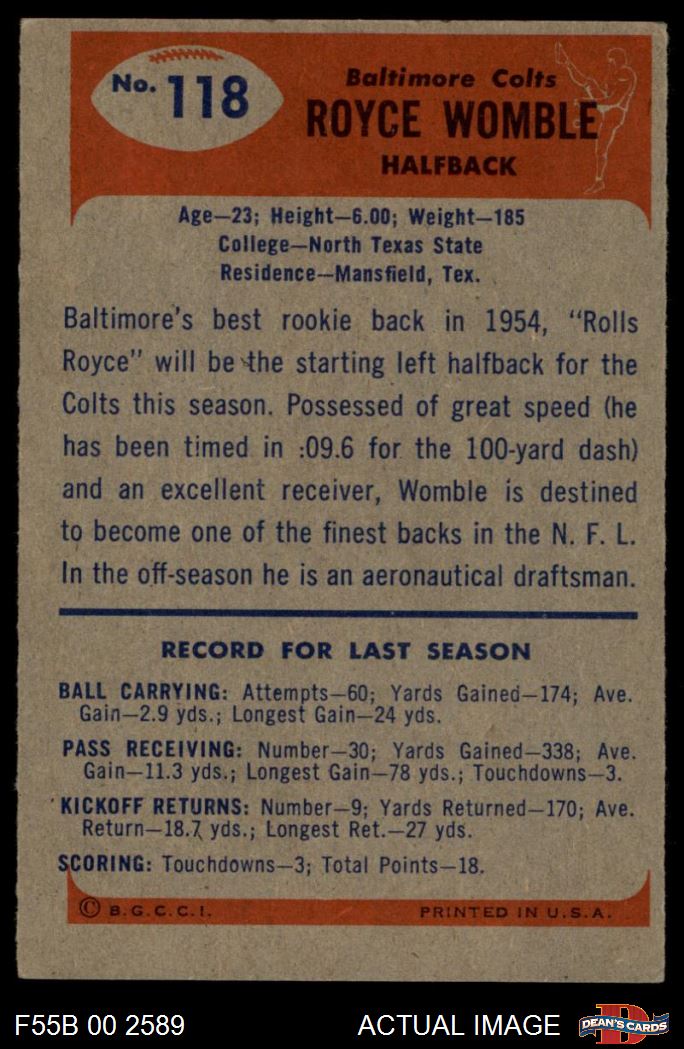 No. 118
Baltimore Colts
ROYCE WOMBLE
HALFBACK
Age—23; Height—6.00; Weight—185
College—North Texas State
Residence—Mansfield, Tex.
Baltimore's best rookie back in 1954, "Rolls
Royce" will be the starting left halfback for the
Colts this season. Possessed of great speed (he
has been timed in :09.6 for the 100-yard dash)
and an excellent receiver, Womble is destined
to become one of the finest backs in the N. F. L.
In the off-season he is an aeronautical draftsman.
RECORD FOR LAST SEASON
BALL CARRYING: Attempts—60; Yards Gained—174; Ave.
Gain—2.9 yds.; Longest Gain—24 yds.
PASS RECEIVING: Number—30; Yards Gained—338; Ave.
Gain—11.3 yds.; Longest Gain—78 yds.; Touchdowns—3.
KICKOFF RETURNS: Number—9; Yards Returned—170; Ave.
Return—18.7 yds.; Longest Ret.—27 yds.
SCORING: Touchdowns—3; Total Points—18.
© B.G.C.C.I. PRINTED IN U.S.A.
F55B 00 2589 ACTUAL IMAGE D DEAN'S CARDS